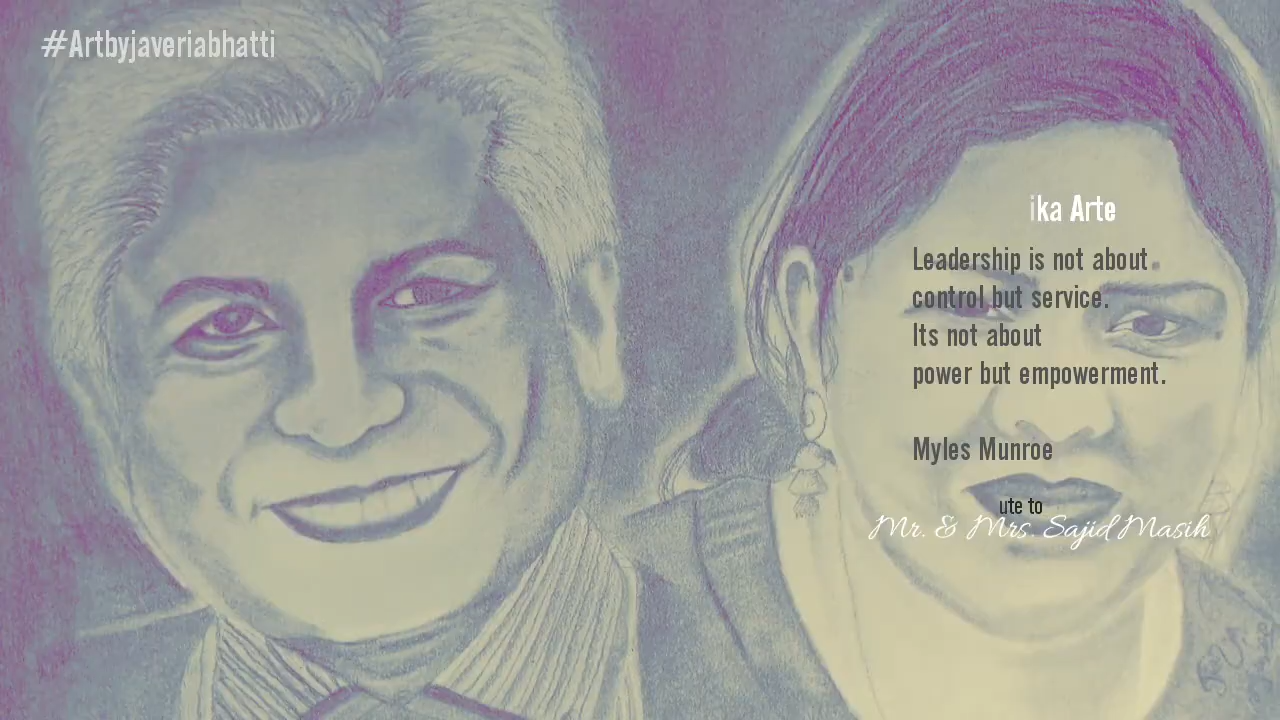 #Artbyjaveriabhatti
ika Arte
Leadership is not about.
control but service.
Its not about
power but empowerment.
Myles Munroe
ute to
Mr. & Mrs. Sajid Masih